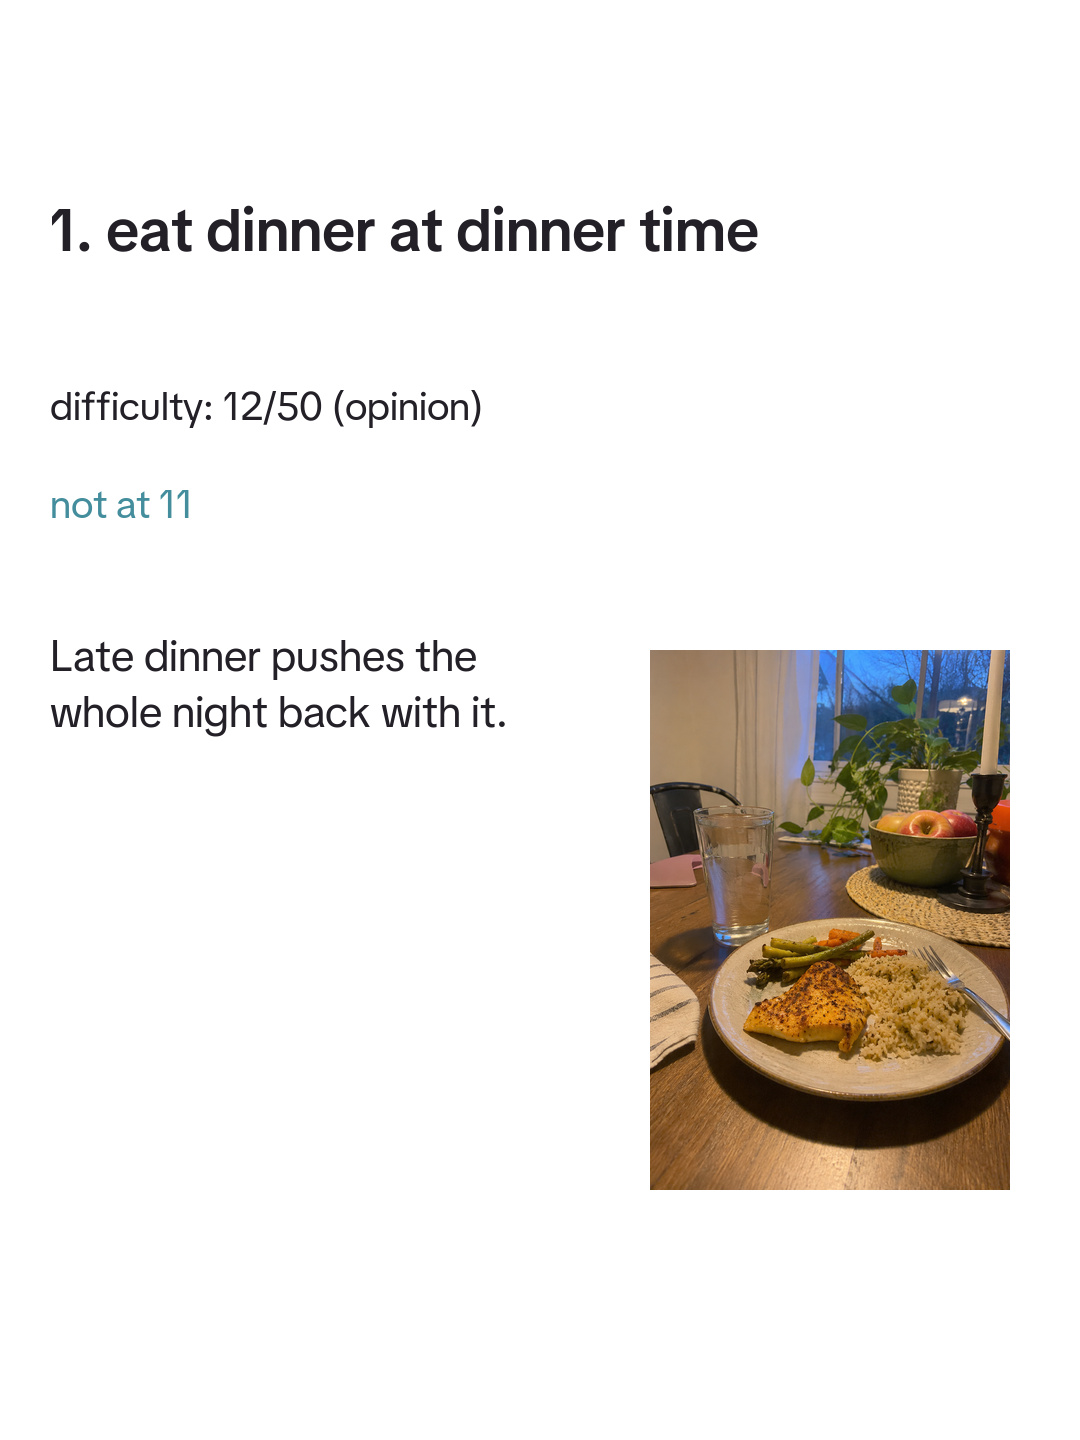 1. eat dinner at dinner time
difficulty: 12/50 (opinion)
not at 11
Late dinner pushes the
whole night back with it.